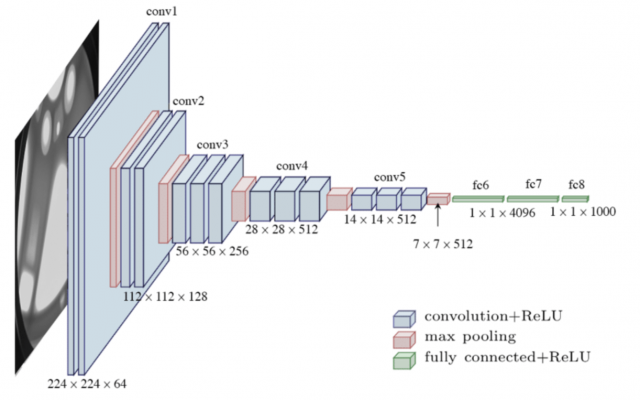 conv1
conv2
conv3
conv4
conv5
fc6
fc7
fc8
1 × 1 × 4096
1 × 1 × 1000
14 × 14 × 512
28 × 28 × 512
7 × 7 × 512
56 × 56 × 256
112 × 112 × 128
224 × 224 × 64
convolution+ReLU
max pooling
fully connected+ReLU